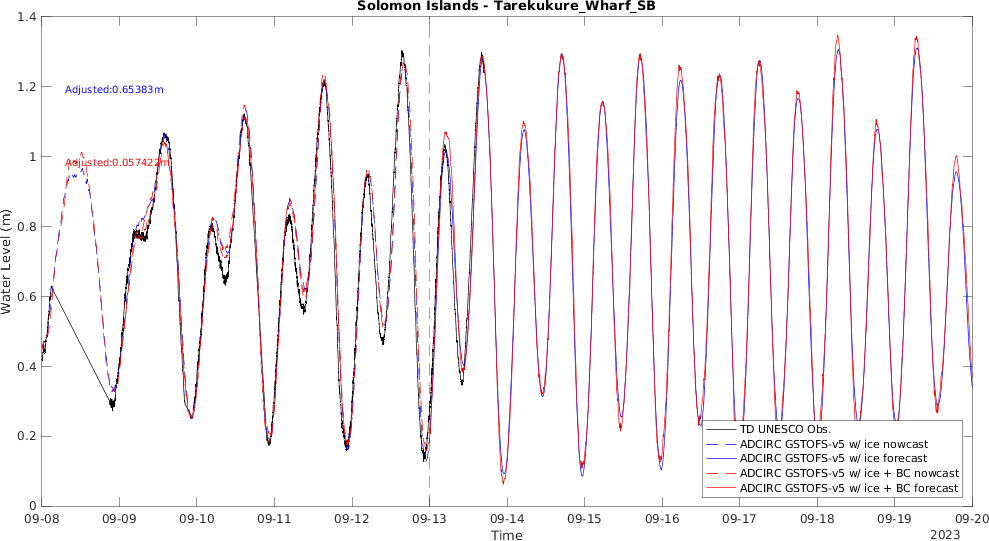 Solomon Islands - Tarekukure_Wharf_SB
1.4
1.2
1
0.8
0.6
0.4
0.2
0
Water Level (m)
Adjusted:0.65383m
Adjusted:0.057422m
TD UNESCO Obs.
ADCIRC GSTOFS-v5 w/ ice nowcast
ADCIRC GSTOFS-v5 w/ ice forecast
ADCIRC GSTOFS-v5 w/ ice + BC nowcast
ADCIRC GSTOFS-v5 w/ ice + BC forecast
09-08 09-09 09-10 09-11 09-12 09-13 09-14 09-15 09-16 09-17 09-18 09-19 09-20
Time
2023